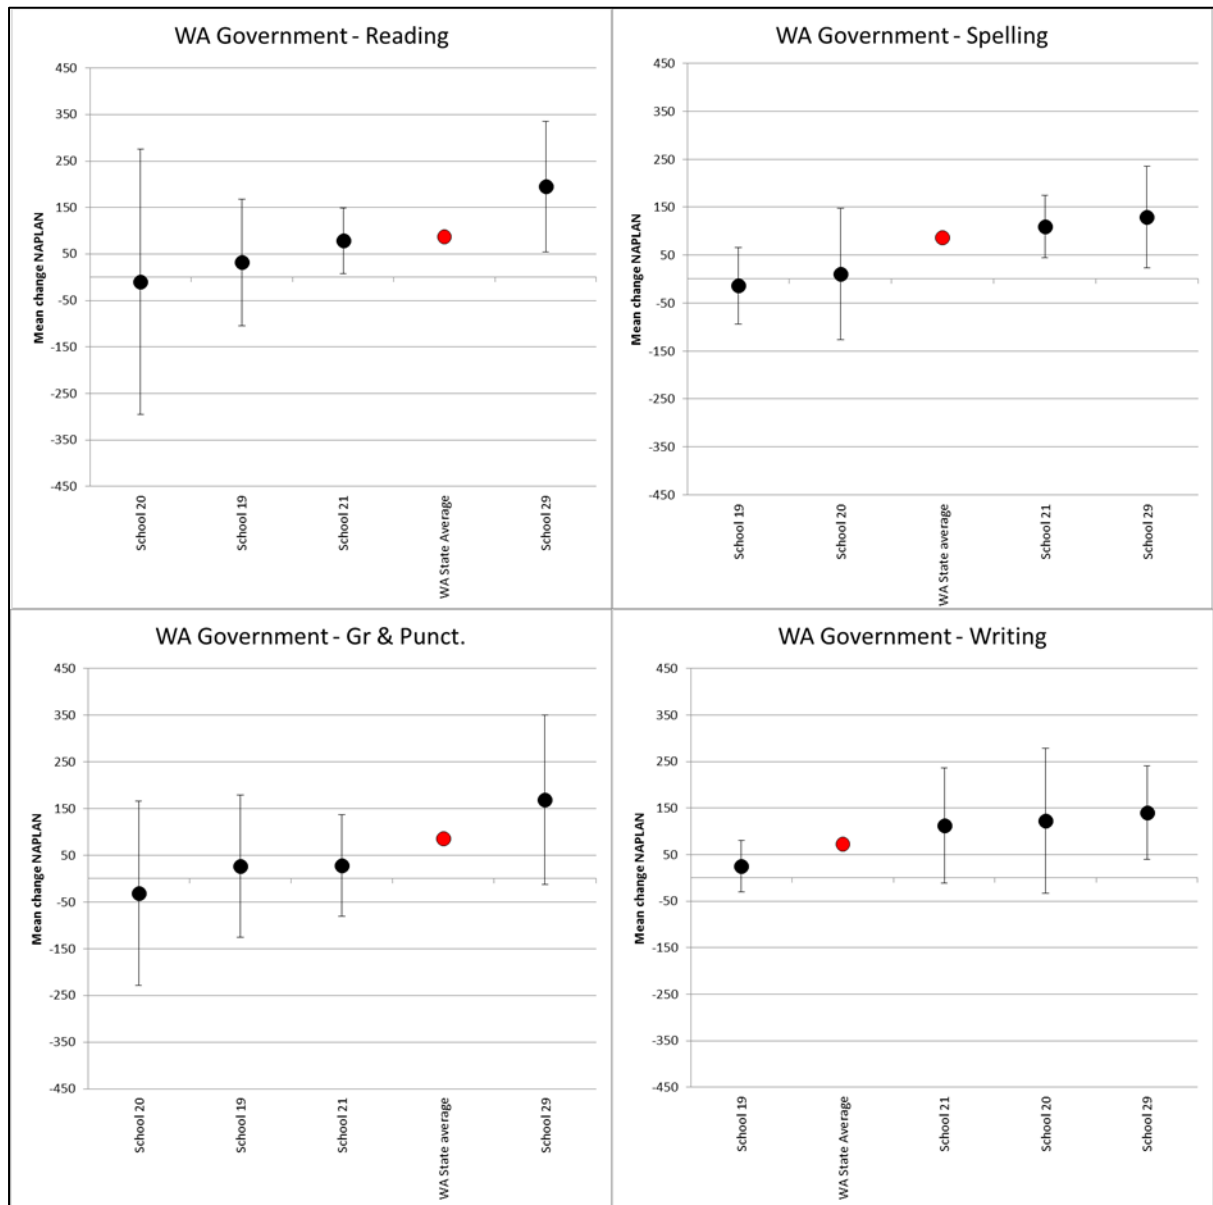 WA Government - Reading
450
350
250
150
50
-50
-150
-250
-350
-450
Mean change NAPLAN
School 20
School 19
School 21
WA State Average
School 29
WA Government - Spelling
450
350
250
150
50
-50
-150
-250
-350
-450
Mean change NAPLAN
School 19
School 20
WA State average
School 21
School 29
WA Government - Gr & Punct.
450
350
250
150
50
-50
-150
-250
-350
-450
Mean change NAPLAN
School 20
School 19
School 21
WA State average
School 29
WA Government - Writing
450
350
250
150
50
-50
-150
-250
-350
-450
Mean change NAPLAN
School 19
WA State Average
School 21
School 20
School 29